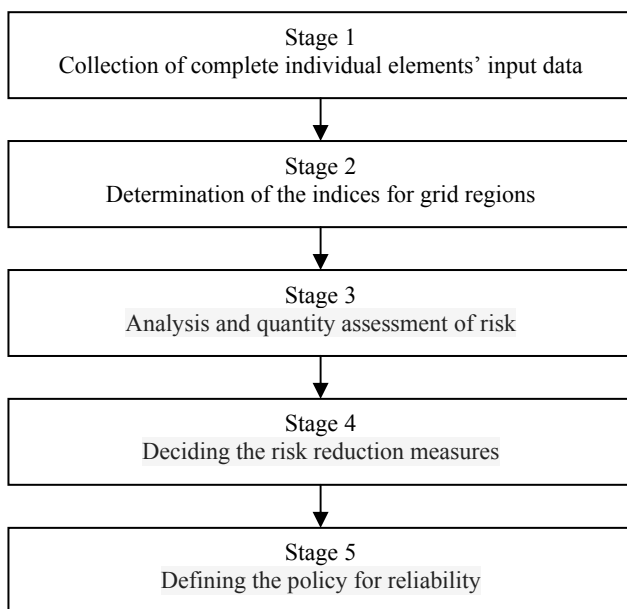 Stage 1
Collection of complete individual elements’ input data
Stage 2
Determination of the indices for grid regions
Stage 3
Analysis and quantity assessment of risk
Stage 4
Deciding the risk reduction measures
Stage 5
Defining the policy for reliability